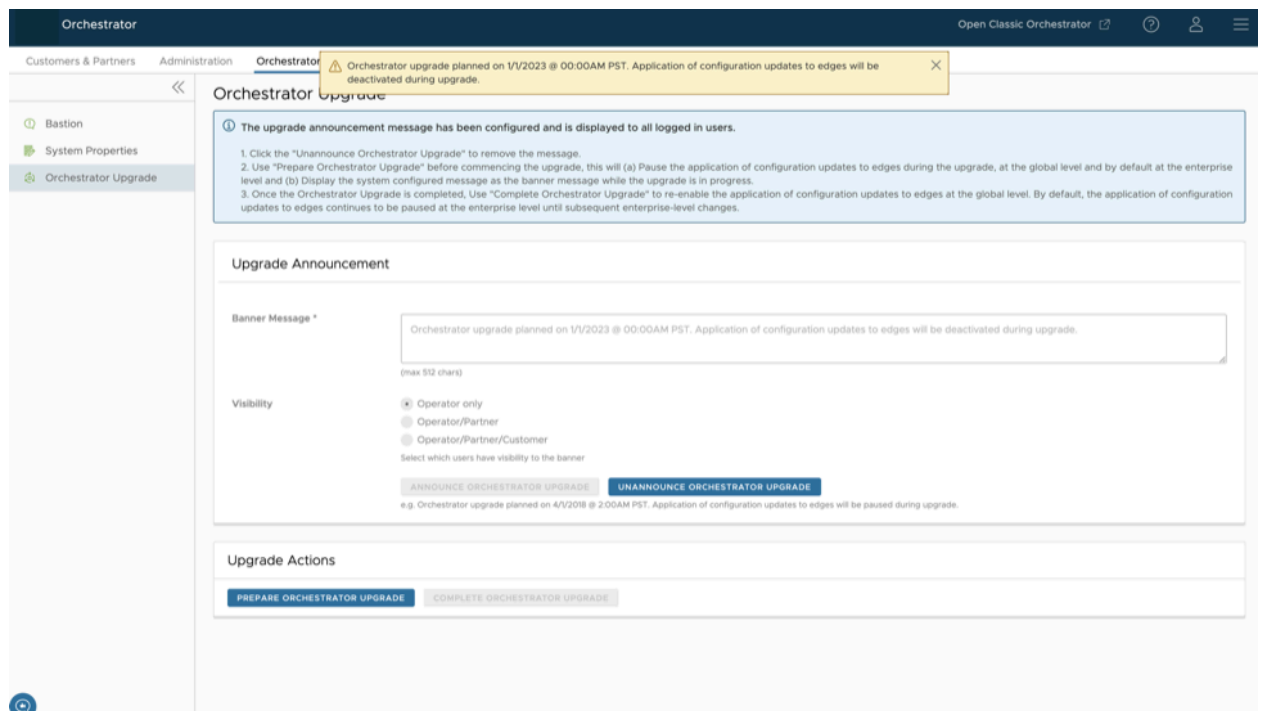 Orchestrator
Open Classic Orchestrator
Customers & Partners
Administration
Orchestrator
Orchestrator upgrade planned on 1/1/2023 @ 00:00AM PST. Application of configuration updates to edges will be
deactivated during upgrade.
Orchestrator Upgrade
Bastion
System Properties
Orchestrator Upgrade
The upgrade announcement message has been configured and is displayed to all logged in users.
1. Click the "Unannounce Orchestrator Upgrade" to remove the message.
2. Use "Prepare Orchestrator Upgrade" before commencing the upgrade, this will (a) Pause the application of configuration updates to edges during the upgrade, at the global level and by default at the enterprise
level and (b) Display the system configured message as the banner message while the upgrade is in progress.
3. Once the Orchestrator Upgrade is completed, Use "Complete Orchestrator Upgrade" to re-enable the application of configuration updates to edges at the global level. By default, the application of configuration
updates to edges continues to be paused at the enterprise level until subsequent enterprise-level changes.
Upgrade Announcement
Banner Message *
Orchestrator upgrade planned on 1/1/2023 @ 00:00AM PST. Application of configuration updates to edges will be deactivated during upgrade.
(max 512 chars)
Visibility
Operator only
Operator/Partner
Operator/Partner/Customer
Select which users have visibility to the banner
ANNOUNCE ORCHESTRATOR UPGRADE
UNANNOUNCE ORCHESTRATOR UPGRADE
e.g. Orchestrator upgrade planned on 4/1/2018 @ 2:00AM PST. Application of configuration updates to edges will be paused during upgrade.
Upgrade Actions
PREPARE ORCHESTRATOR UPGRADE
COMPLETE ORCHESTRATOR UPGRADE